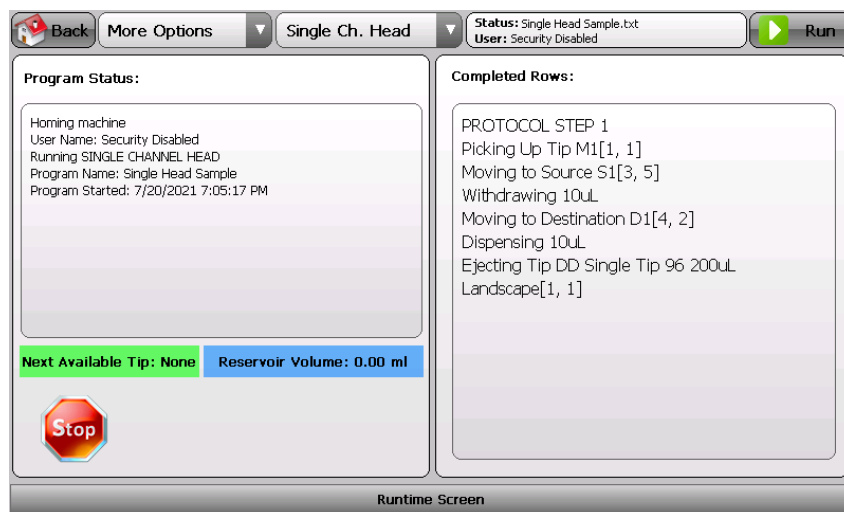 Back
More Options
Single Ch. Head
Status: Single Head Sample.txt
User: Security Disabled
Run
Program Status:
Homing machine
User Name: Security Disabled
Running SINGLE CHANNEL HEAD
Program Name: Single Head Sample
Program Started: 7/20/2021 7:05:17 PM
Next Available Tip: None
Reservoir Volume: 0.00 ml
Stop
Completed Rows:
PROTOCOL STEP 1
Picking Up Tip M1[1, 1]
Moving to Source S1[3, 5]
Withdrawing 10uL
Moving to Destination D1[4, 2]
Dispensing 10uL
Ejecting Tip DD Single Tip 96 200uL
Landscape[1, 1]
Runtime Screen